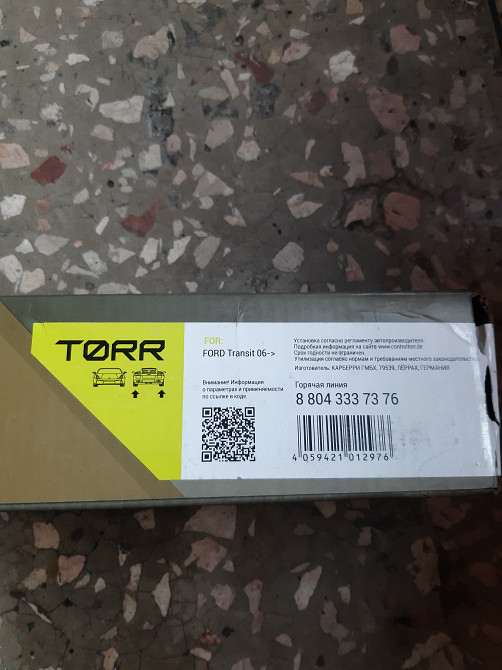 TØRR
FOR:
FORD Transit 06->
Внимание! Информация
о параметрах и применяемости
по ссылке в коде.
Установка согласно регламенту автопроизводителя.
Подробная информация на сайте www.controltorr.de
Срок годности не ограничен.
Утилизация согласно нормам и требованиям местного законодательства.
Изготовитель: КАРБЕРРИ ГМБХ, 79539, ЛЁРРАХ, ГЕРМАНИЯ
Горячая линия
8 804 333 73 76
4 059421 012976